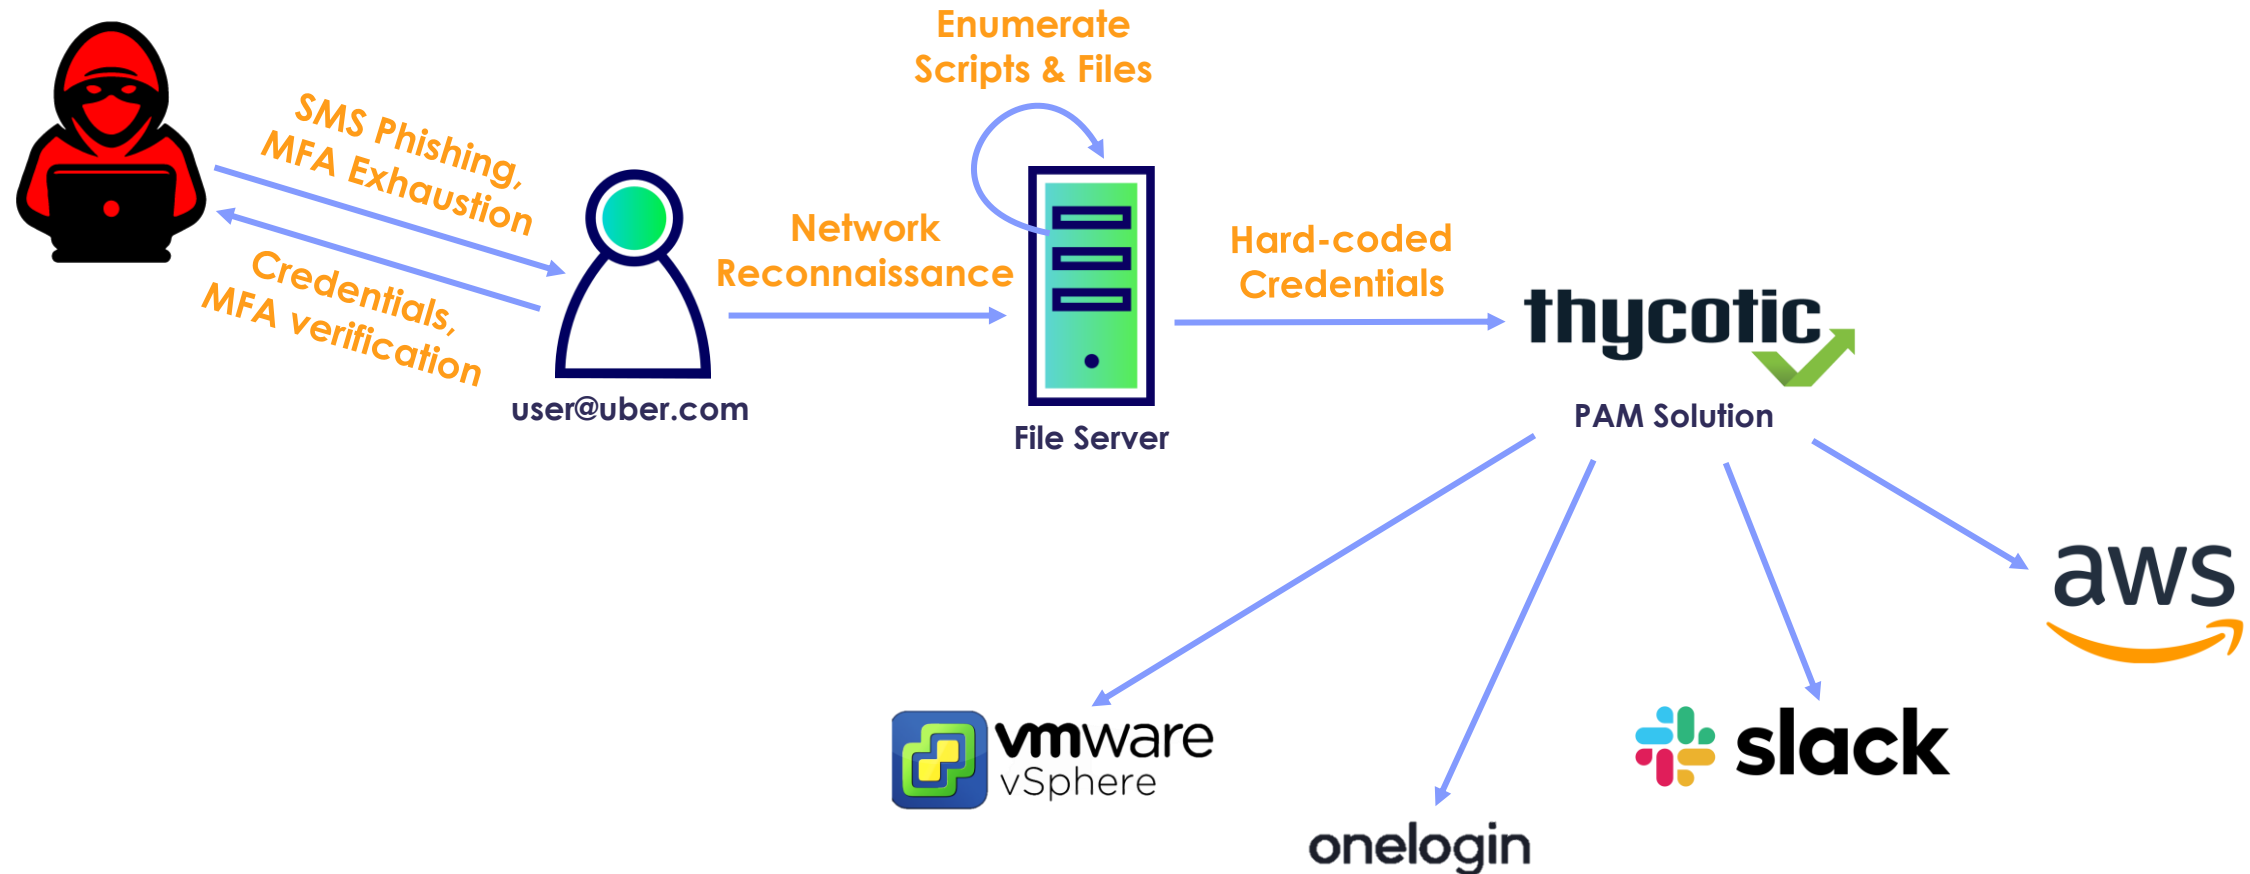 Enumerate
Scripts & Files
SMS Phishing,
MFA Exhaustion
Credentials,
MFA verification
user@uber.com
Network
Reconnaissance
File Server
Hard-coded
Credentials
thycotic
PAM Solution
aws
vmware
vSphere
slack
onelogin